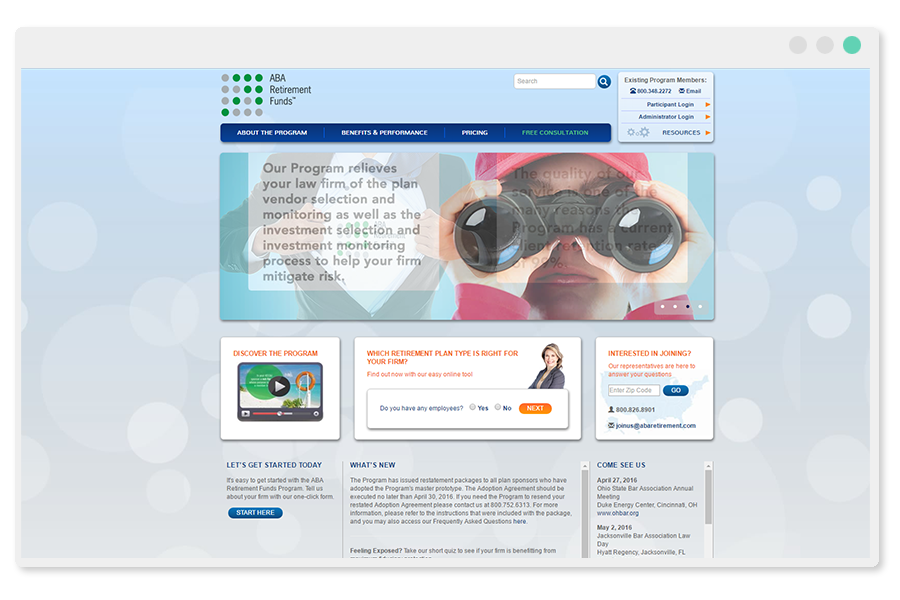 ABA
Retirement
Funds™
Search
Existing Program Members:
800.348.2272 Email
Participant Login
Administrator Login
RESOURCES
ABOUT THE PROGRAM BENEFITS & PERFORMANCE PRICING FREE CONSULTATION
Our Program relieves
your law firm of the plan
vendor selection and
monitoring as well as the
investment selection and
investment monitoring
process to help your firm
mitigate risk.
The quality of our
service is one of the
many reasons the
Program has a current
client retention rate
of 99%.
DISCOVER THE PROGRAM
WHICH RETIREMENT PLAN TYPE IS RIGHT FOR
YOUR FIRM?
Find out now with our easy online tool
Do you have any employees? Yes No NEXT
INTERESTED IN JOINING?
Our representatives are here to
answer your questions
Enter Zip Code GO
800.826.8901
joinus@abaretirement.com
LET'S GET STARTED TODAY
It's easy to get started with the ABA
Retirement Funds Program. Tell us
about your firm with our one-click form.
START HERE
WHAT'S NEW
The Program has issued restatement packages to all plan sponsors who have
adopted the Program's master prototype. The Adoption Agreement should be
executed no later than April 30, 2016. If you need the Program to resend your
restated Adoption Agreement please contact us at 800.752.6313. For more
information, please refer to the instructions that were included with the package,
and you may also access our Frequently Asked Questions here.
Feeling Exposed? Take our short quiz to see if your firm is benefitting from
COME SEE US
April 27, 2016
Ohio State Bar Association Annual
Meeting
Duke Energy Center, Cincinnati, OH
www.ohbar.org
May 2, 2016
Jacksonville Bar Association Law
Day
Hyatt Regency, Jacksonville, FL